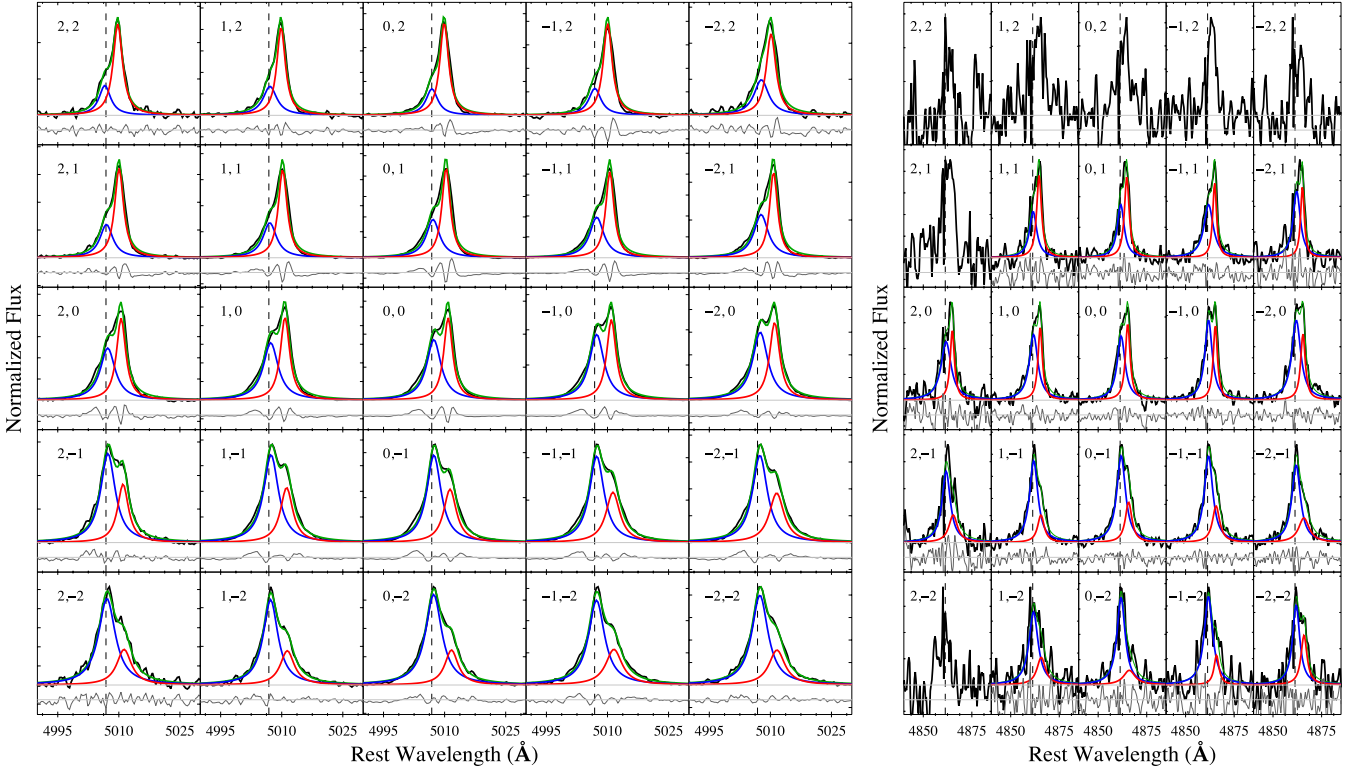 2, 2 1, 2 0, 2 −1, 2 −2, 2 2, 2 1, 2 0, 2 −1, 2 −2, 2
2, 1 1, 1 0, 1 −1, 1 −2, 1 2, 1 1, 1 0, 1 −1, 1 −2, 1
Normalized Flux Normalized Flux
2, 0 1, 0 0, 0 −1, 0 −2, 0 2, 0 1, 0 0, 0 −1, 0 −2, 0
2,−1 1,−1 0,−1 −1,−1 −2,−1 2,−1 1,−1 0,−1 −1,−1 −2,−1
2,−2 1,−2 0,−2 −1,−2 −2,−2 2,−2 1,−2 0,−2 −1,−2 −2,−2
4995 5010 5025 4995 5010 5025 4995 5010 5025 4995 5010 5025 4995 5010 5025 4850 4875 4850 4875 4850 4875 4850 4875 4850 4875
Rest Wavelength (Å) Rest Wavelength (Å)